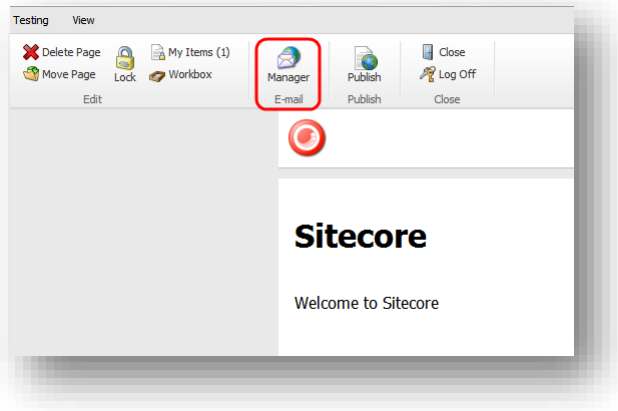 Testing View
Delete Page My Items (1) Close
Move Page Lock Workbox Manager Publish Log Off
Edit E-mail Publish Close
Sitecore
Welcome to Sitecore